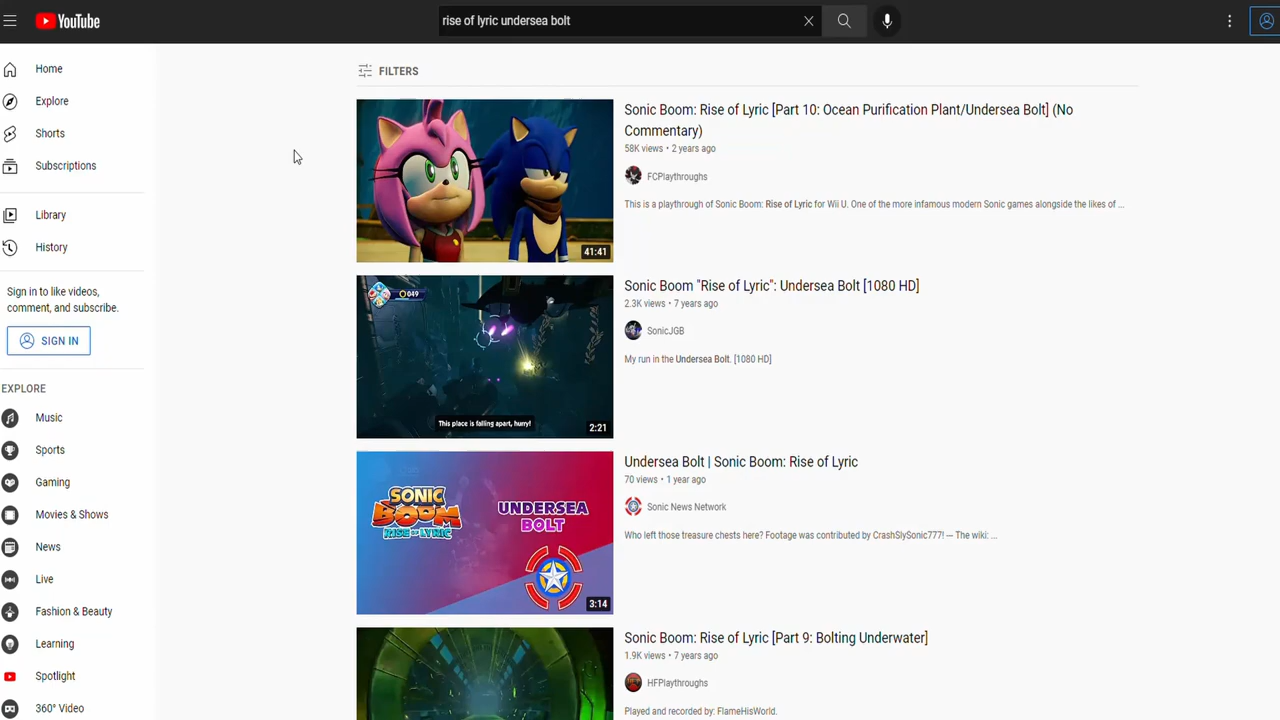 YouTube
rise of lyric undersea bolt
Home
Explore
Shorts
Subscriptions
Library
History
Sign in to like videos,
comment, and subscribe.
SIGN IN
EXPLORE
Music
Sports
Gaming
Movies & Shows
News
Live
Fashion & Beauty
Learning
Spotlight
360° Video
FILTERS
41:41
Sonic Boom: Rise of Lyric [Part 10: Ocean Purification Plant/Undersea Bolt] (No
Commentary)
58K views • 2 years ago
FCPlaythroughs
This is a playthrough of Sonic Boom: Rise of Lyric for Wii U. One of the more infamous modern Sonic games alongside the likes of ...
049
This place is falling apart, hurry!
2:21
Sonic Boom "Rise of Lyric": Undersea Bolt [1080 HD]
2.3K views • 7 years ago
SonicJGB
My run in the Undersea Bolt. [1080 HD]
SONIC
BOOM
RISE OF LYRIC
UNDERSEA
BOLT
3:14
Undersea Bolt | Sonic Boom: Rise of Lyric
70 views • 1 year ago
Sonic News Network
Who left those treasure chests here? Footage was contributed by CrashSlySonic777! — The wiki: ...
Sonic Boom: Rise of Lyric [Part 9: Bolting Underwater]
1.9K views • 7 years ago
HFPlaythroughs
Played and recorded by: FlameHisWorld.